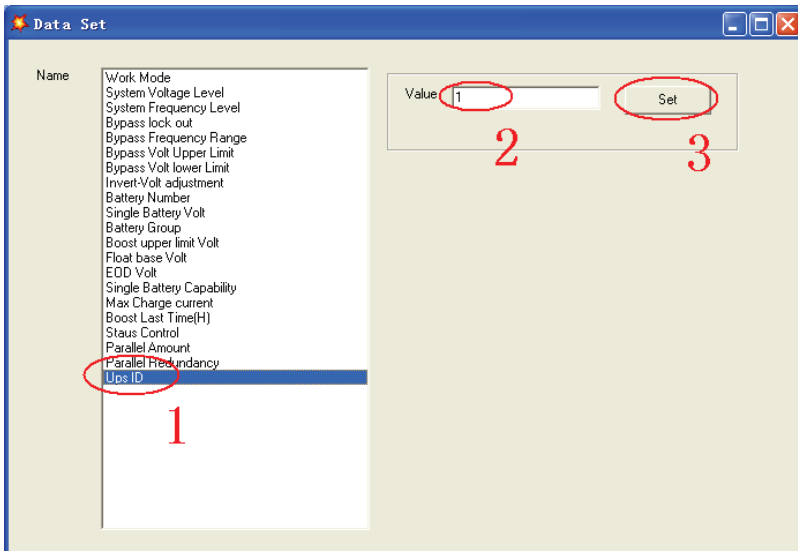 Data Set
Name
Work Mode
System Voltage Level
System Frequency Level
Bypass lock out
Bypass Frequency Range
Bypass Volt Upper Limit
Bypass Volt lower Limit
Invert-Volt adjustment
Battery Number
Single Battery Volt
Battery Group
Boost upper limit Volt
Float base Volt
EOD Volt
Single Battery Capability
Max Charge current
Boost Last Time(H)
Staus Control
Parallel Amount
Parallel Redundancy
Ups ID
1
Value 1
Set
2
3